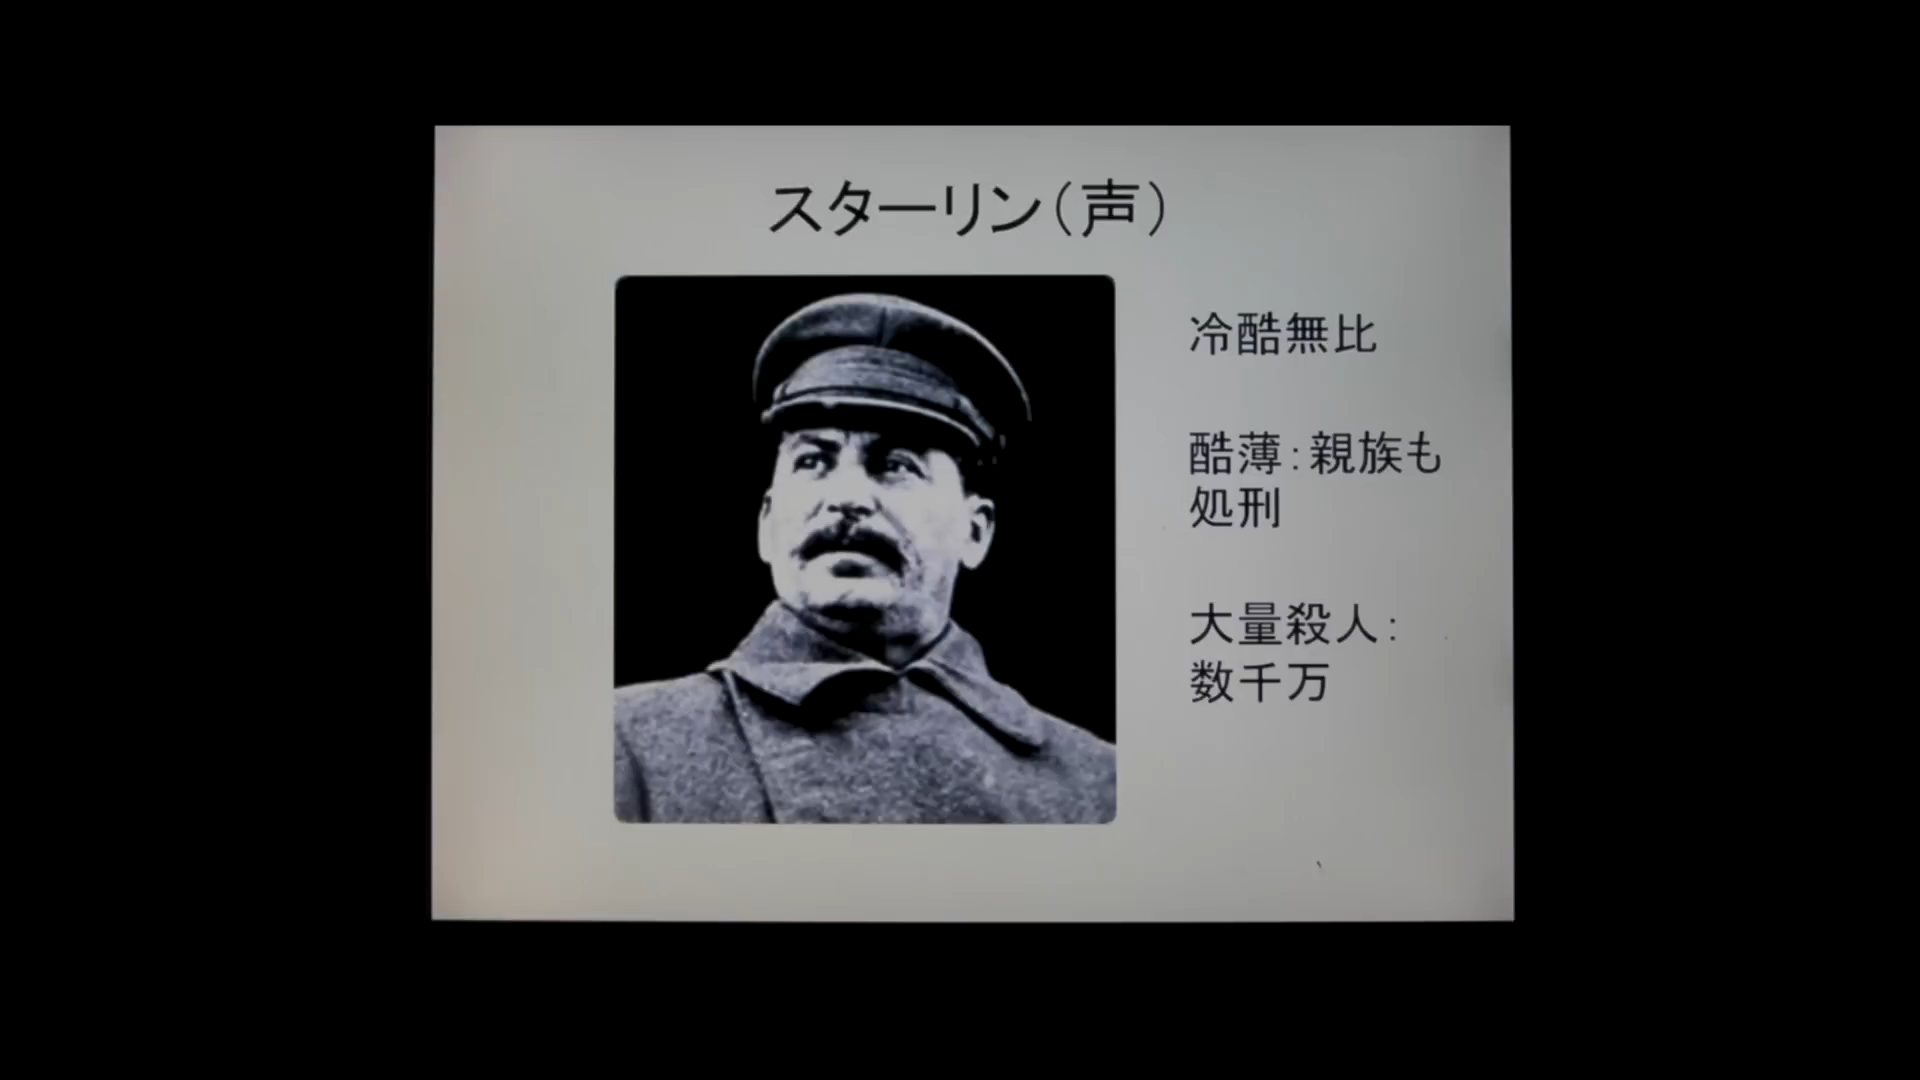 スターリン（声）
冷酷無比
酷薄：親族も
処刑
大量殺人：
数千万